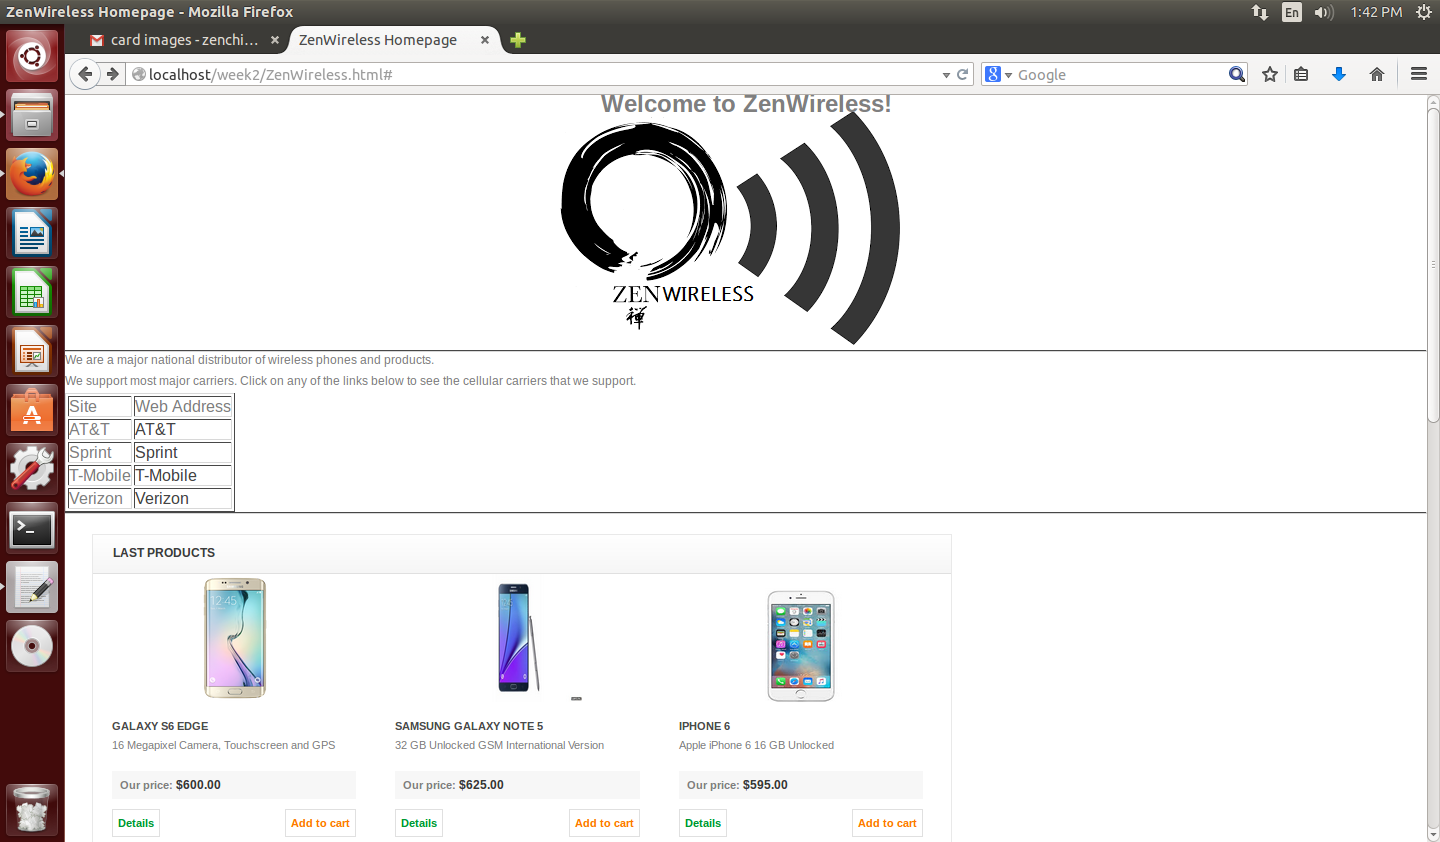 ZenWireless Homepage - Mozilla Firefox
En
1:42 PM
card images - zenchi...
ZenWireless Homepage
localhost/week2/ZenWireless.html#
Google
Welcome to ZenWireless!
ZENWIRELESS
禅
We are a major national distributor of wireless phones and products.
We support most major carriers. Click on any of the links below to see the cellular carriers that we support.
Site Web Address
AT&T AT&T
Sprint Sprint
T-Mobile T-Mobile
Verizon Verizon
LAST PRODUCTS
12:45
GALAXY S6 EDGE
16 Megapixel Camera, Touchscreen and GPS
Our price: $600.00
Details Add to cart
SAMSUNG GALAXY NOTE 5
32 GB Unlocked GSM International Version
Our price: $625.00
Details Add to cart
IPHONE 6
Apple iPhone 6 16 GB Unlocked
Our price: $595.00
Details Add to cart